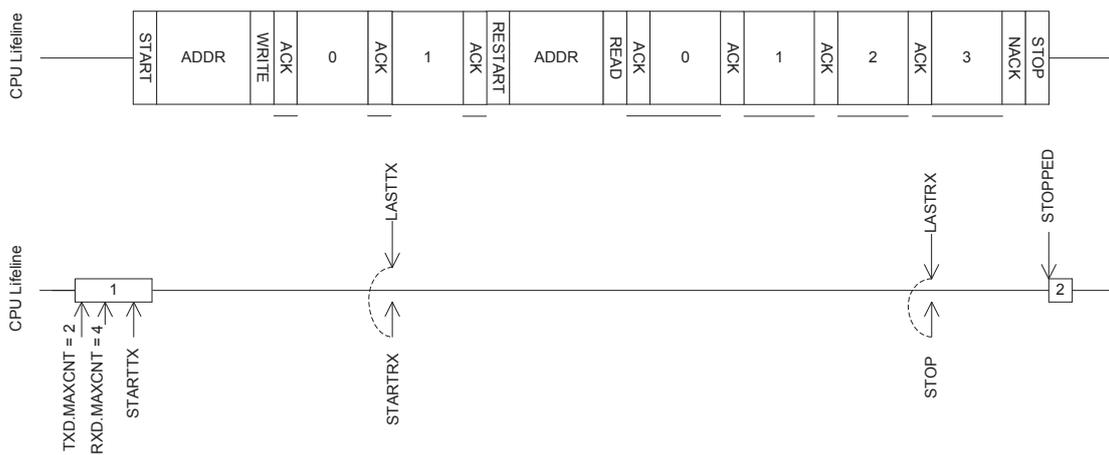 CPU Lifeline
START
ADDR
WRITE
ACK
0
ACK
1
ACK
RESTART
ADDR
READ
ACK
0
ACK
1
ACK
2
ACK
3
NACK
STOP
CPU Lifeline
1
TXD.MAXCNT = 2
RXD.MAXCNT = 4
STARTTX
LASTTX
STARTRX
LASTRX
STOP
STOPPED
2